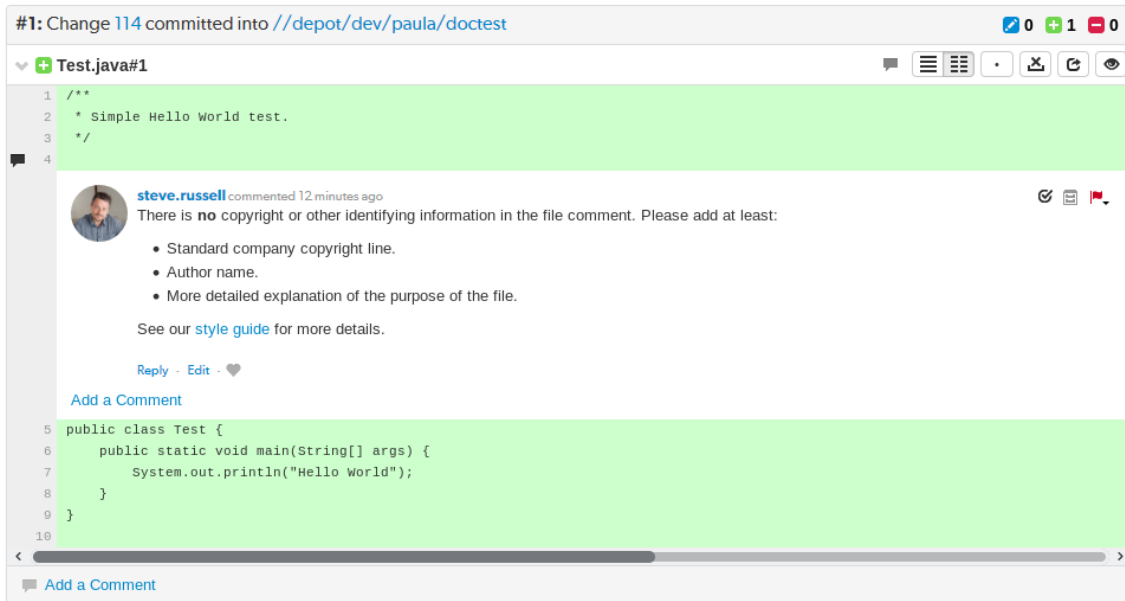 #1: Change 114 committed into //depot/dev/paula/doctest 0 1 0
Test.java#1
1 /**
2  * Simple Hello World test.
3  */
4
steve.russell commented 12 minutes ago
There is no copyright or other identifying information in the file comment. Please add at least:
• Standard company copyright line.
• Author name.
• More detailed explanation of the purpose of the file.
See our style guide for more details.
Reply · Edit ·
Add a Comment
5 public class Test {
6     public static void main(String[] args) {
7         System.out.println("Hello World");
8     }
9 }
10
Add a Comment